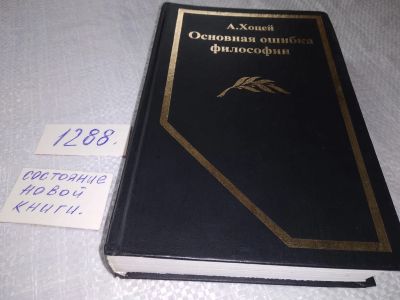 А.Хоцей
Основная ошибка
философии
1288.
состояние
новой
книги.